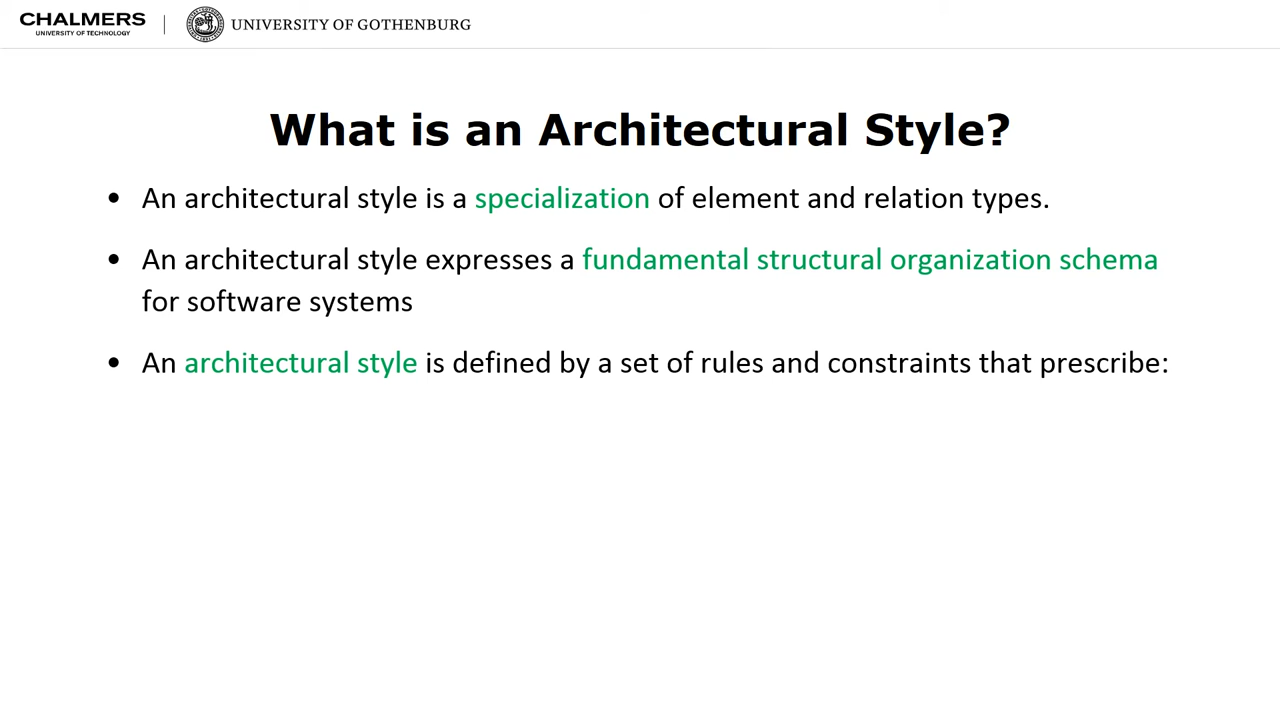 CHALMERS
UNIVERSITY OF TECHNOLOGY
UNIVERSITY OF GOTHENBURG
What is an Architectural Style?
• An architectural style is a specialization of element and relation types.
• An architectural style expresses a fundamental structural organization schema
for software systems
• An architectural style is defined by a set of rules and constraints that prescribe: